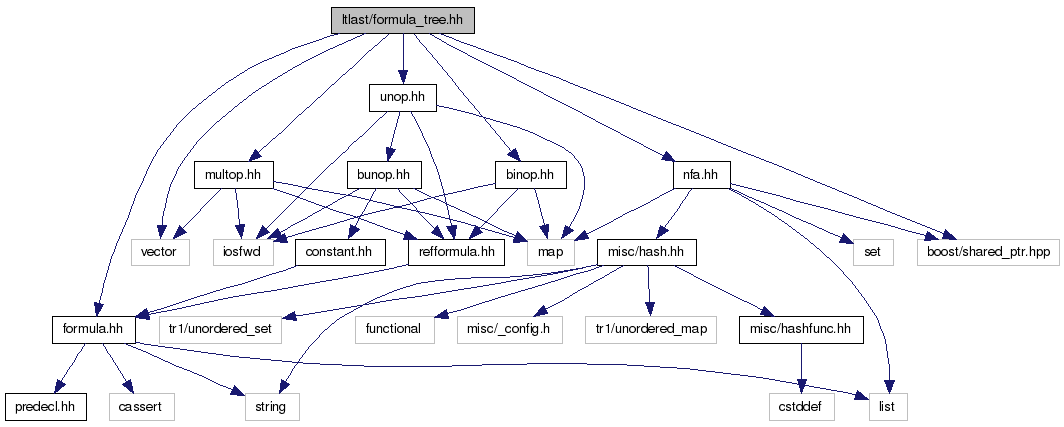 ltlast/formula_tree.hh
unop.hh
multop.hh
bunop.hh
binop.hh
nfa.hh
vector
iosfwd
constant.hh
refformula.hh
map
misc/hash.hh
set
boost/shared_ptr.hpp
formula.hh
tr1/unordered_set
functional
misc/_config.h
tr1/unordered_map
misc/hashfunc.hh
predecl.hh
cassert
string
cstddef
list